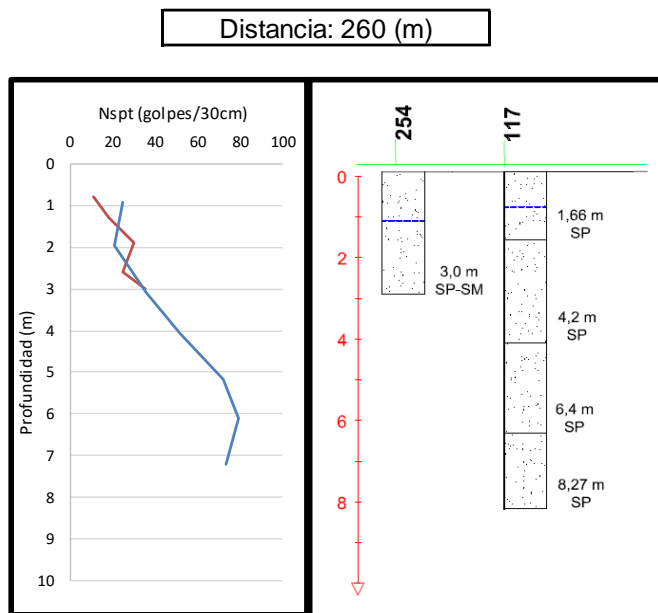 Distancia: 260 (m)
Nspt (golpes/30cm)
0 20 40 60 80 100
Profundidad (m)
0
1
2
3
4
5
6
7
8
9
10
254
117
0
2
4
6
8
1,66 m
SP
3,0 m
SP-SM
4,2 m
SP
6,4 m
SP
8,27 m
SP